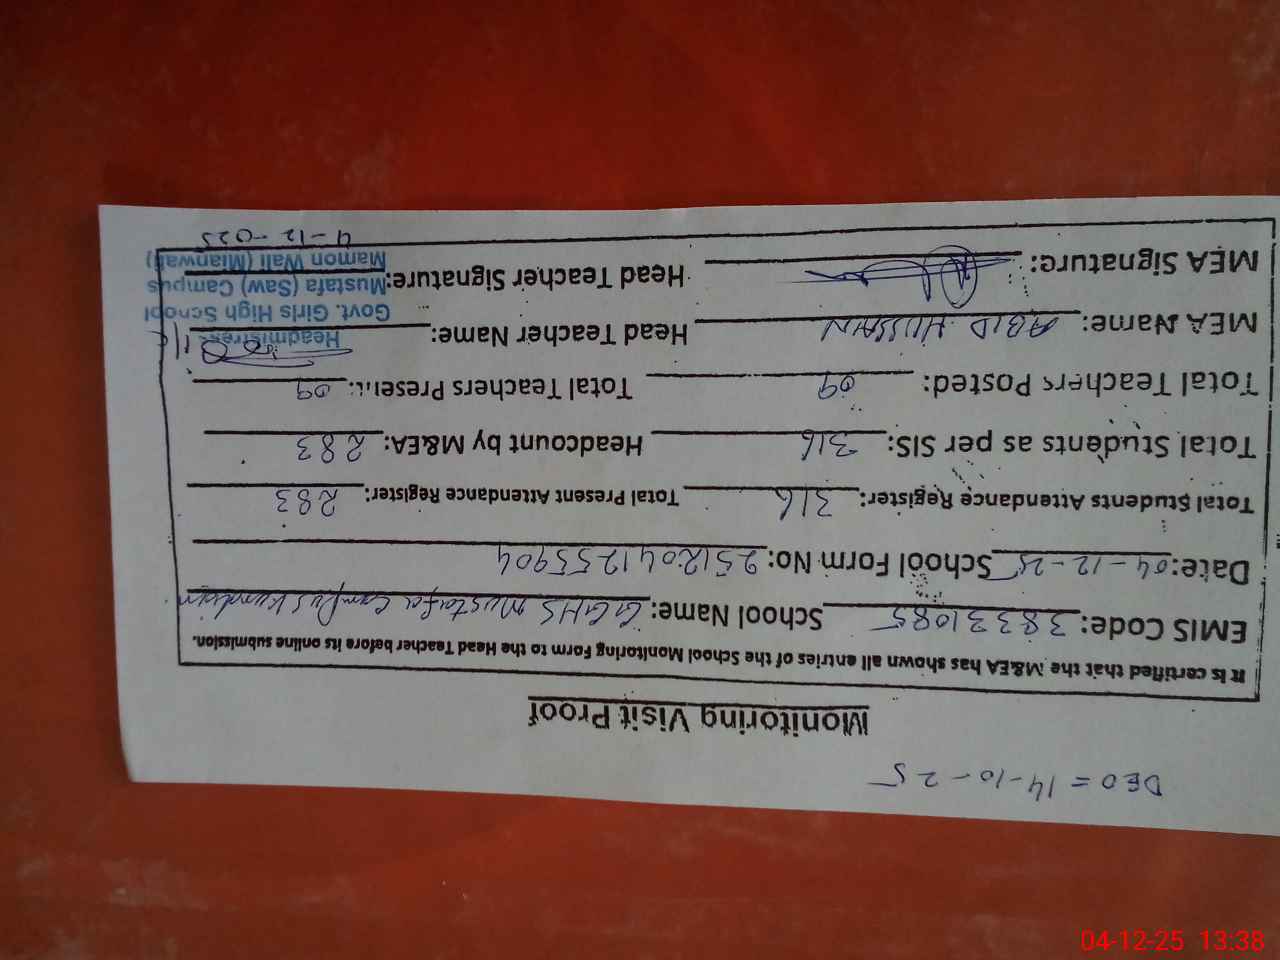 DEO = 14-10-25
Monitoring Visit Proof
It is certified that the M&EA has shown all entries of the School Monitoring Form to the Head Teacher before its online submission.
EMIS Code: 38331085 School Name: GGHS Mustafa Campus Kundian
Date: 04-12-25 School Form No: 2512041255904
Total Students Attendance Register: 316 Total Present Attendance Register: 283
Total Students as per SIS: 316 Headcount by M&EA: 283
Total Teachers Posted: 09 Total Teachers Present: 09
MEA Name: ABID HUSSAIN Head Teacher Name:
Headmistress
Govt. Girls High School
MEA Signature: Head Teacher Signature: Mustafa (Saw) Campus
Mamon Wali (Mianwali)
4-12-025
04-12-25 13:38